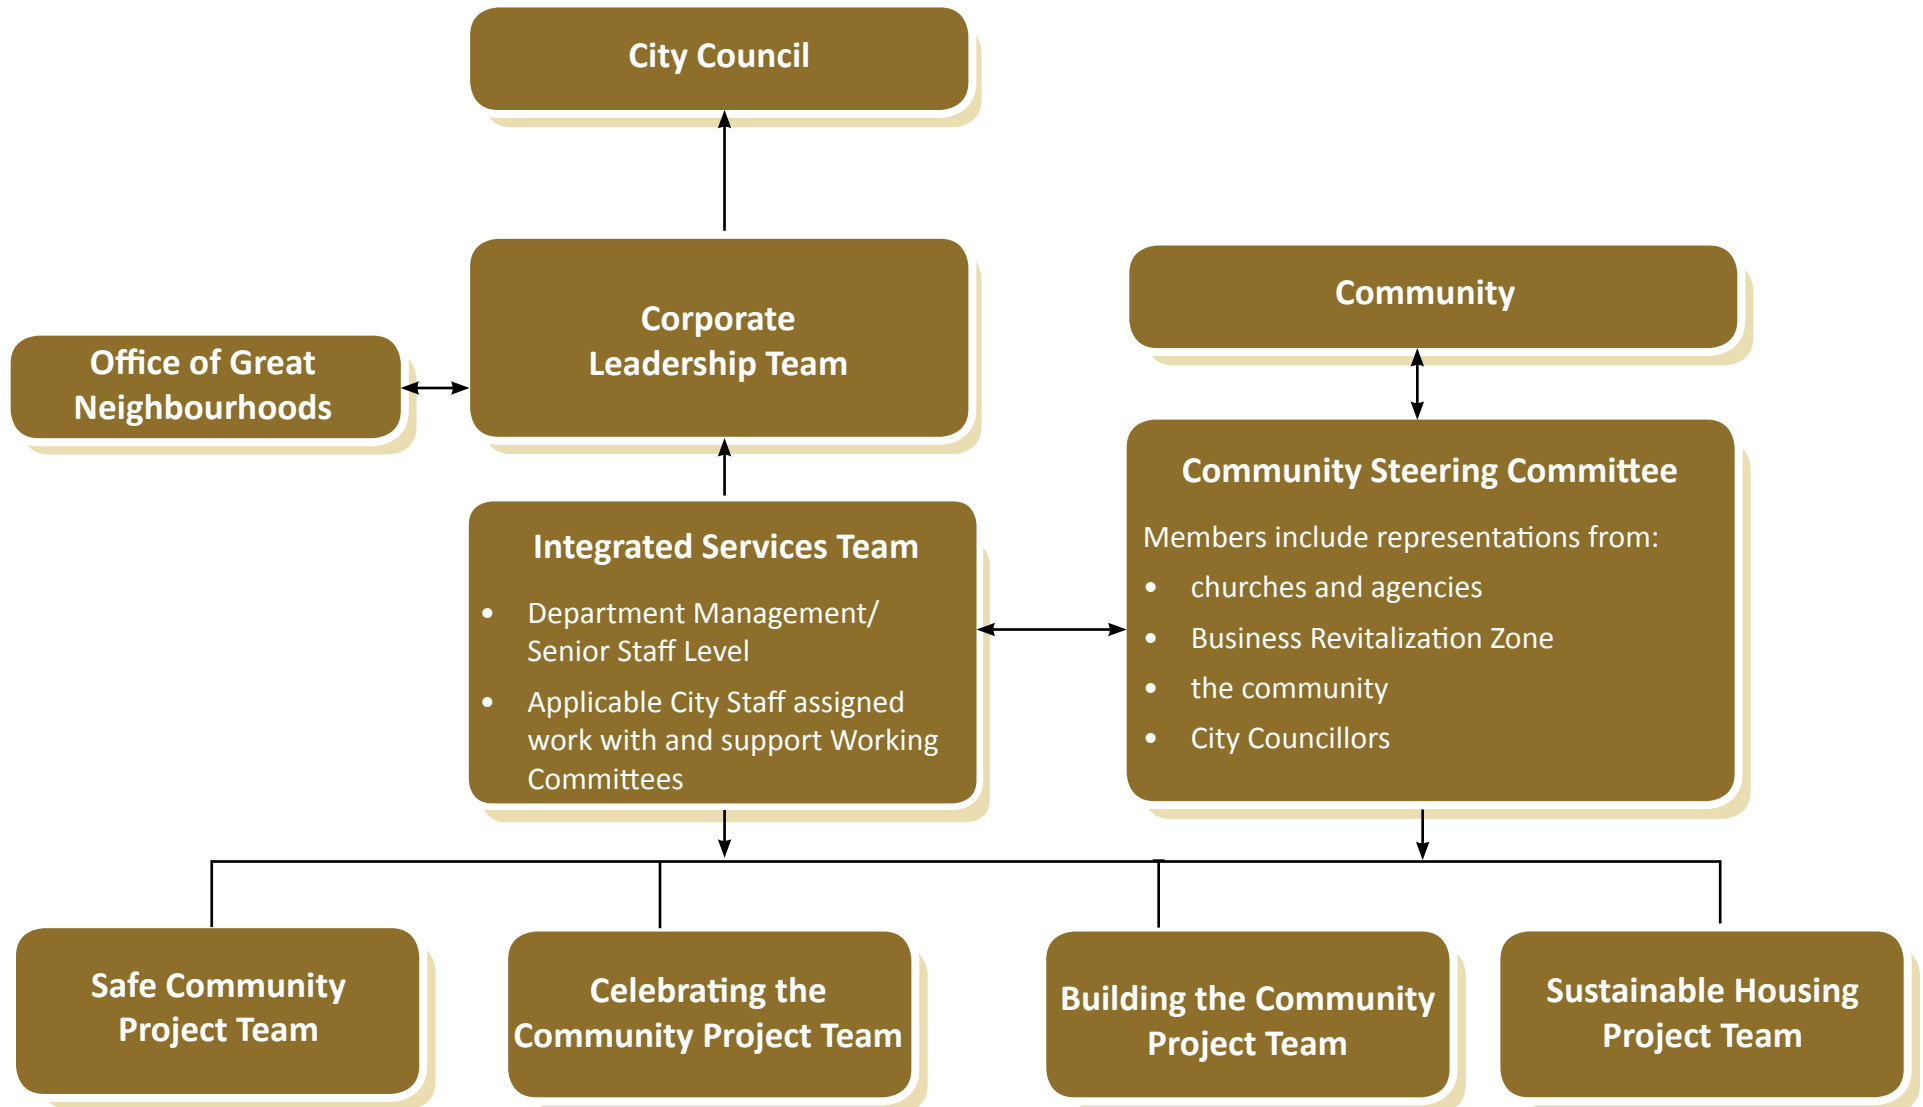 City Council
Corporate
Leadership Team
Community
Office of Great
Neighbourhoods
Integrated Services Team
• Department Management/
Senior Staff Level
• Applicable City Staff assigned
work with and support Working
Committees
Community Steering Committee
Members include representations from:
• churches and agencies
• Business Revitalization Zone
• the community
• City Councillors
Safe Community
Project Team
Celebrating the
Community Project Team
Building the Community
Project Team
Sustainable Housing
Project Team